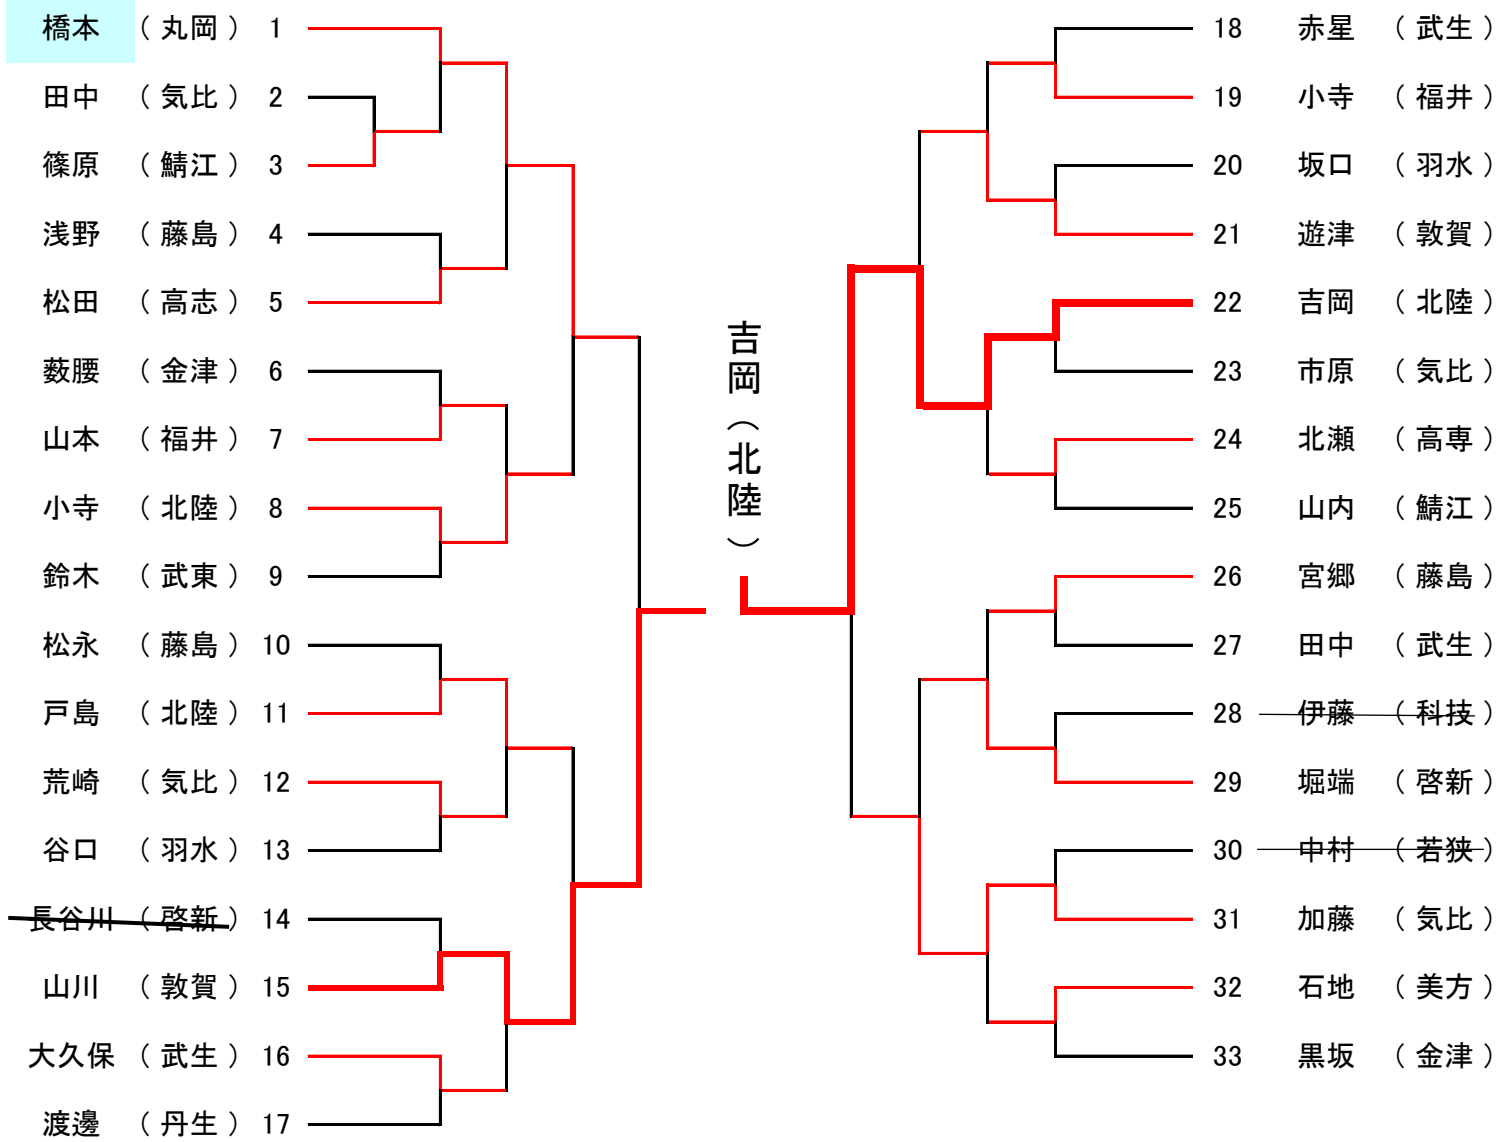 橋本 （ 丸岡 ） 1
田中 （ 気比 ） 2
篠原 （ 鯖江 ） 3
浅野 （ 藤島 ） 4
松田 （ 高志 ） 5
薮腰 （ 金津 ） 6
山本 （ 福井 ） 7
小寺 （ 北陸 ） 8
鈴木 （ 武東 ） 9
松永 （ 藤島 ） 10
戸島 （ 北陸 ） 11
荒崎 （ 気比 ） 12
谷口 （ 羽水 ） 13
長谷川 （ 啓新 ） 14
山川 （ 敦賀 ） 15
大久保 （ 武生 ） 16
渡邊 （ 丹生 ） 17
吉岡（北陸）
18 赤星 （ 武生 ）
19 小寺 （ 福井 ）
20 坂口 （ 羽水 ）
21 遊津 （ 敦賀 ）
22 吉岡 （ 北陸 ）
23 市原 （ 気比 ）
24 北瀬 （ 高専 ）
25 山内 （ 鯖江 ）
26 宮郷 （ 藤島 ）
27 田中 （ 武生 ）
28 伊藤 （ 科技 ）
29 堀端 （ 啓新 ）
30 中村 （ 若狭 ）
31 加藤 （ 気比 ）
32 石地 （ 美方 ）
33 黒坂 （ 金津 ）